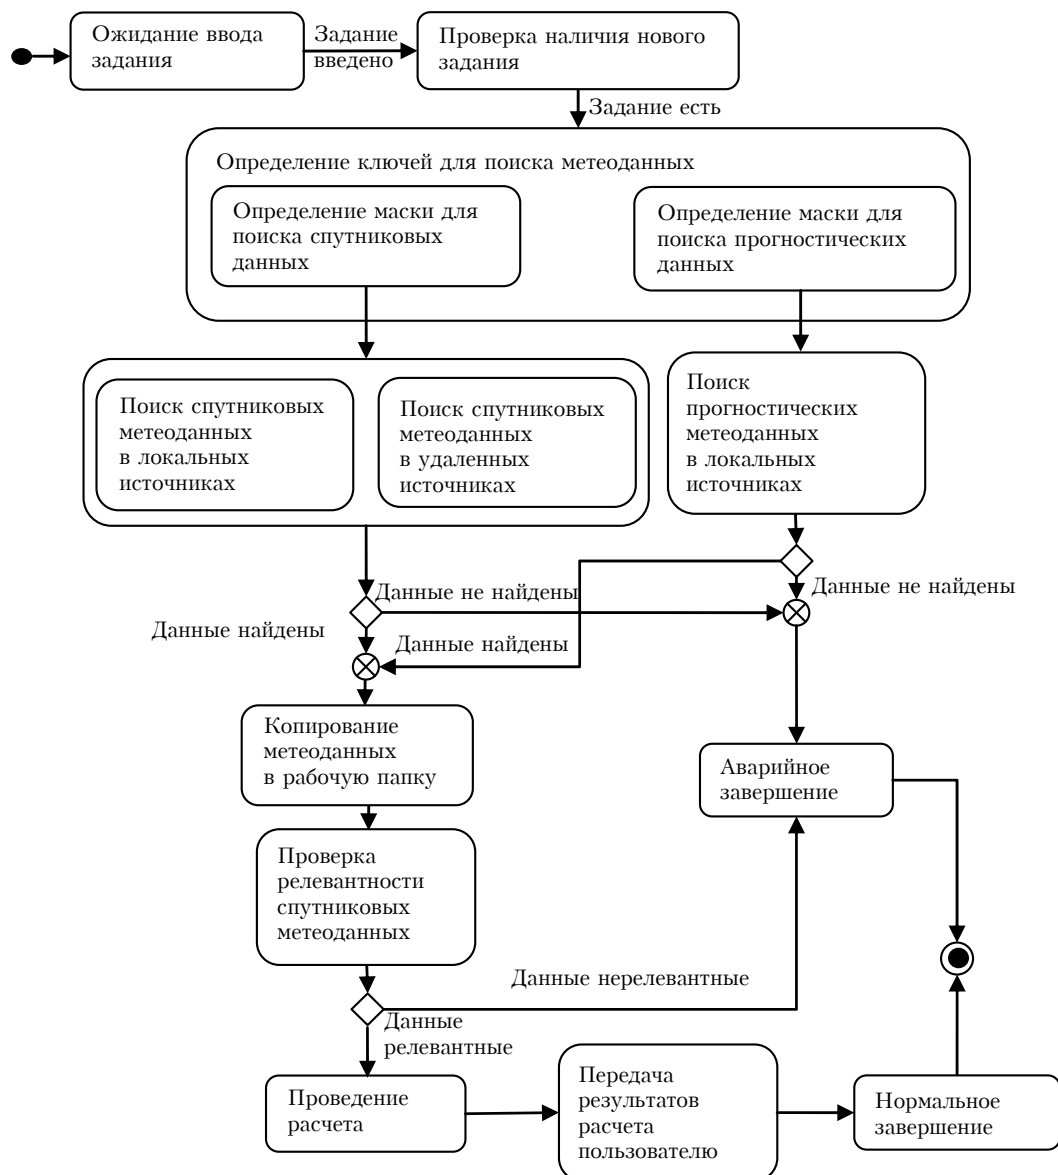 Ожидание ввода
задания
Задание
введено
Проверка наличия нового
задания
Задание есть
Определение ключей для поиска метеоданных
Определение маски для
поиска спутниковых
данных
Определение маски для
поиска прогностических
данных
Поиск спутниковых
метеоданных
в локальных
источниках
Поиск спутниковых
метеоданных
в удаленных
источниках
Поиск
прогностических
метеоданных
в локальных
источниках
Данные не найдены
Данные не найдены
Данные найдены
Данные найдены
Копирование
метеоданных
в рабочую папку
Аварийное
завершение
Проверка
релевантности
спутниковых
метеоданных
Данные нерелевантные
Данные
релевантные
Проведение
расчета
Передача
результатов
расчета
пользователю
Нормальное
завершение